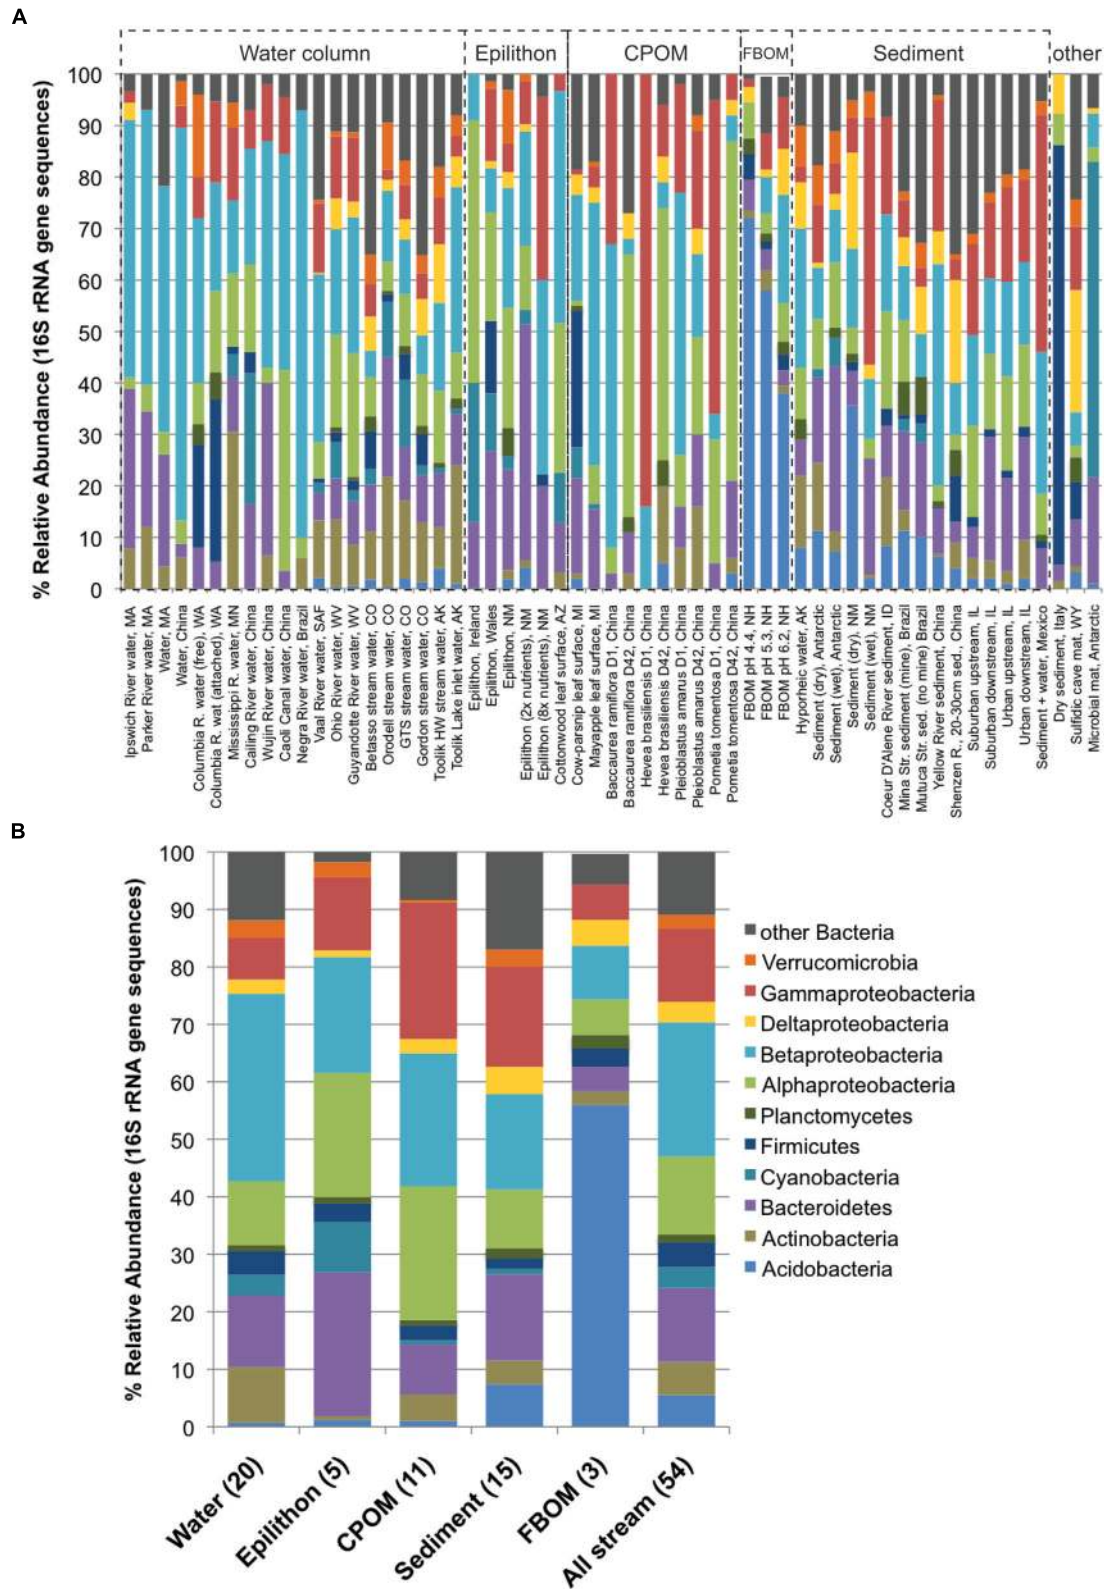 A
Water column
Epilithon
CPOM
FBOM
Sediment
other
% Relative Abundance (16S rRNA gene sequences)
100
90
80
70
60
50
40
30
20
10
0
Ipswich River water, MA
Parker River water, MA
Water, MA
Water, China
Columbia R. water (free), WA
Columbia R. wat (attached), WA
Mississippi R. water, MN
Cailing River water, China
Wujin River water, China
Caoli Canal water, China
Negra River water, Brazil
Vaal River water, SAF
Ohio River water, WV
Guyandotte River water, WV
Betasso stream water, CO
Orodell stream water, CO
GTS stream water, CO
Gordon stream water, CO
Toolik HW stream water, AK
Toolik Lake inlet water, AK
Epilithon, Ireland
Epilithon, Wales
Epilithon, NM
Epilithon (2x nutrients), NM
Epilithon (8x nutrients), NM
Cottonwood leaf surface, AZ
Cow-parsnip leaf surface, MI
Mayapple leaf surface, MI
Baccaurea ramiflora D1, China
Baccaurea ramiflora D42, China
Hevea brasiliensis D1, China
Hevea brasiliensis D42, China
Pleioblastus amarus D1, China
Pleioblastus amarus D42, China
Pometia tomentosa D1, China
Pometia tomentosa D42, China
FBOM pH 4.4, NH
FBOM pH 5.3, NH
FBOM pH 6.2, NH
Hyporheic water, AK
Sediment (dry), Antarctic
Sediment (wet), Antarctic
Sediment (dry), NM
Sediment (wet), NM
Coeur D'Alene River sediment, ID
Mina Str. sediment (mine), Brazil
Mutuca Str. sed. (no mine) Brazil
Yellow River sediment, China
Shenzen R., 20-30cm sed., China
Suburban upstream, IL
Suburban downstream, IL
Urban upstream, IL
Urban downstream, IL
Sediment + water, Mexico
Dry sediment, Italy
Sulfidic cave mat, WY
Microbial mat, Antarctic
B
% Relative Abundance (16S rRNA gene sequences)
100
90
80
70
60
50
40
30
20
10
0
Water (20)
Epilithon (5)
CPOM (11)
Sediment (15)
FBOM (3)
All stream (54)
other Bacteria
Verrucomicrobia
Gammaproteobacteria
Deltaproteobacteria
Betaproteobacteria
Alphaproteobacteria
Planctomycetes
Firmicutes
Cyanobacteria
Bacteroidetes
Actinobacteria
Acidobacteria